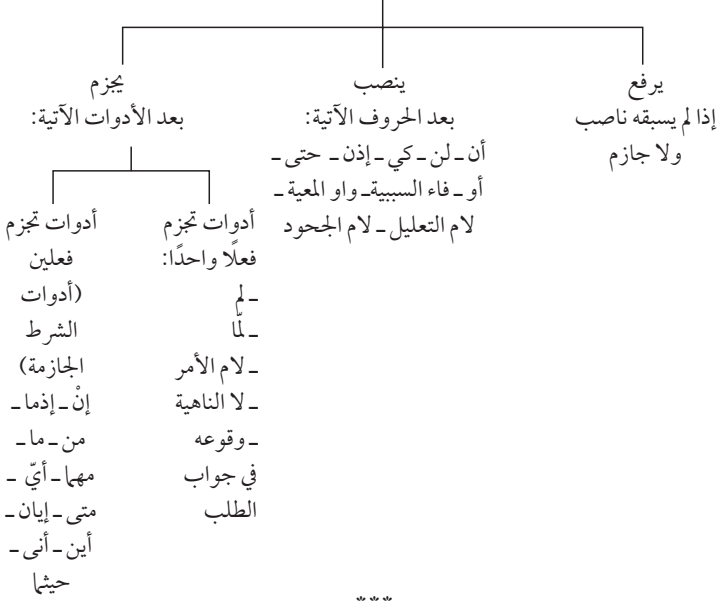 يرفع
إذا لم يسبقه ناصب
ولا جازم
ينصب
بعد الحروف الآتية:
أن ـ لن ـ كي ـ إذن ـ حتى ـ
أو ـ فاء السببية ـ واو المعية ـ
لام التعليل ـ لام الجحود
يجزم
بعد الأدوات الآتية:
أدوات تجزم
فعلًا واحدًا:
ـ لم
ـ لمّا
ـ لام الأمر
ـ لا الناهية
ـ وقوعه
في جواب
الطلب
أدوات تجزم
فعلين
(أدوات
الشرط
الجازمة)
إنْ ـ إذما ـ
من ـ ما ـ
مهما ـ أيّ ـ
متى ـ إيان ـ
أين ـ أنى ـ
حيثما
***